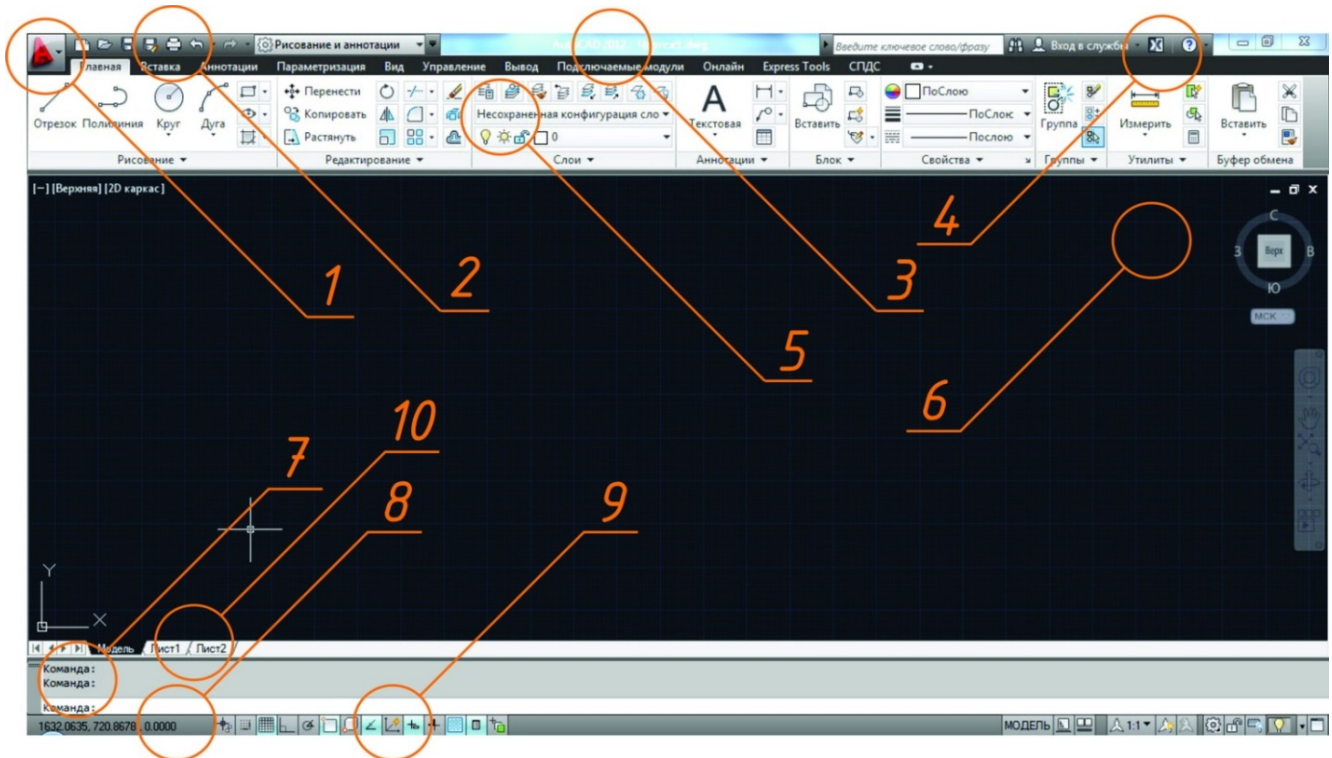 Рисование и аннотации AutoCAD 2012 Введите ключевое слово/фразу Вход в службы
Главная Вставка Аннотации Параметризация Вид Управление Вывод Подключаемые модули Онлайн Express Tools СПДС
Отрезок Полилиния Круг Дуга
Перенести
Копировать
Растянуть
Несохраненная конфигурация сло
0
A
Текстовая
Вставить
ПоСлою
ПоСлою
Послою
Группа
Измерить
Вставить
Рисование Редактирование Слои Аннотации Блок Свойства Группы Утилиты Буфер обмена
[−] [Верхняя] [2D каркас]
С
З Верх В
Ю
МСК
1
2
3
4
5
6
7
10
8
9
Y
X
Модель Лист1 Лист2
Команда:
Команда:
Команда:
1632.0635, 720.8678, 0.0000 МОДЕЛЬ 1:1